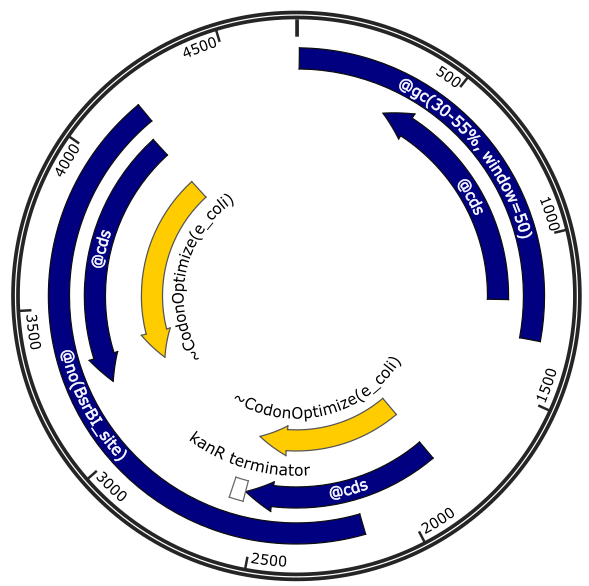 4500
500
@gc(30-55%, window=50)
@cds
1000
4000
@cds
~CodonOptimize(e_coli)
3500
@no(BsrBI_site)
1500
~CodonOptimize(e_coli)
kanR terminator
@cds
3000
2000
2500